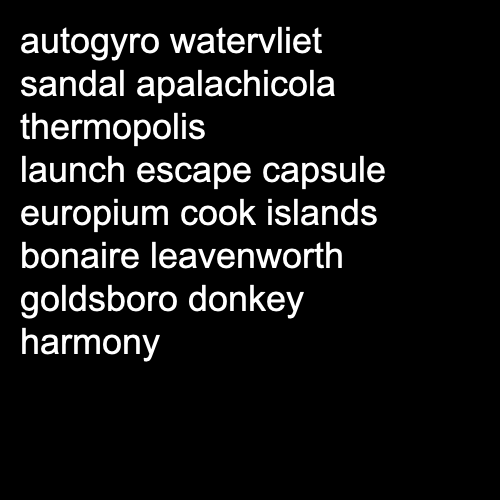 autogyro watervliet
sandal apalachicola
thermopolis
launch escape capsule
europium cook islands
bonaire leavenworth
goldsboro donkey
harmony